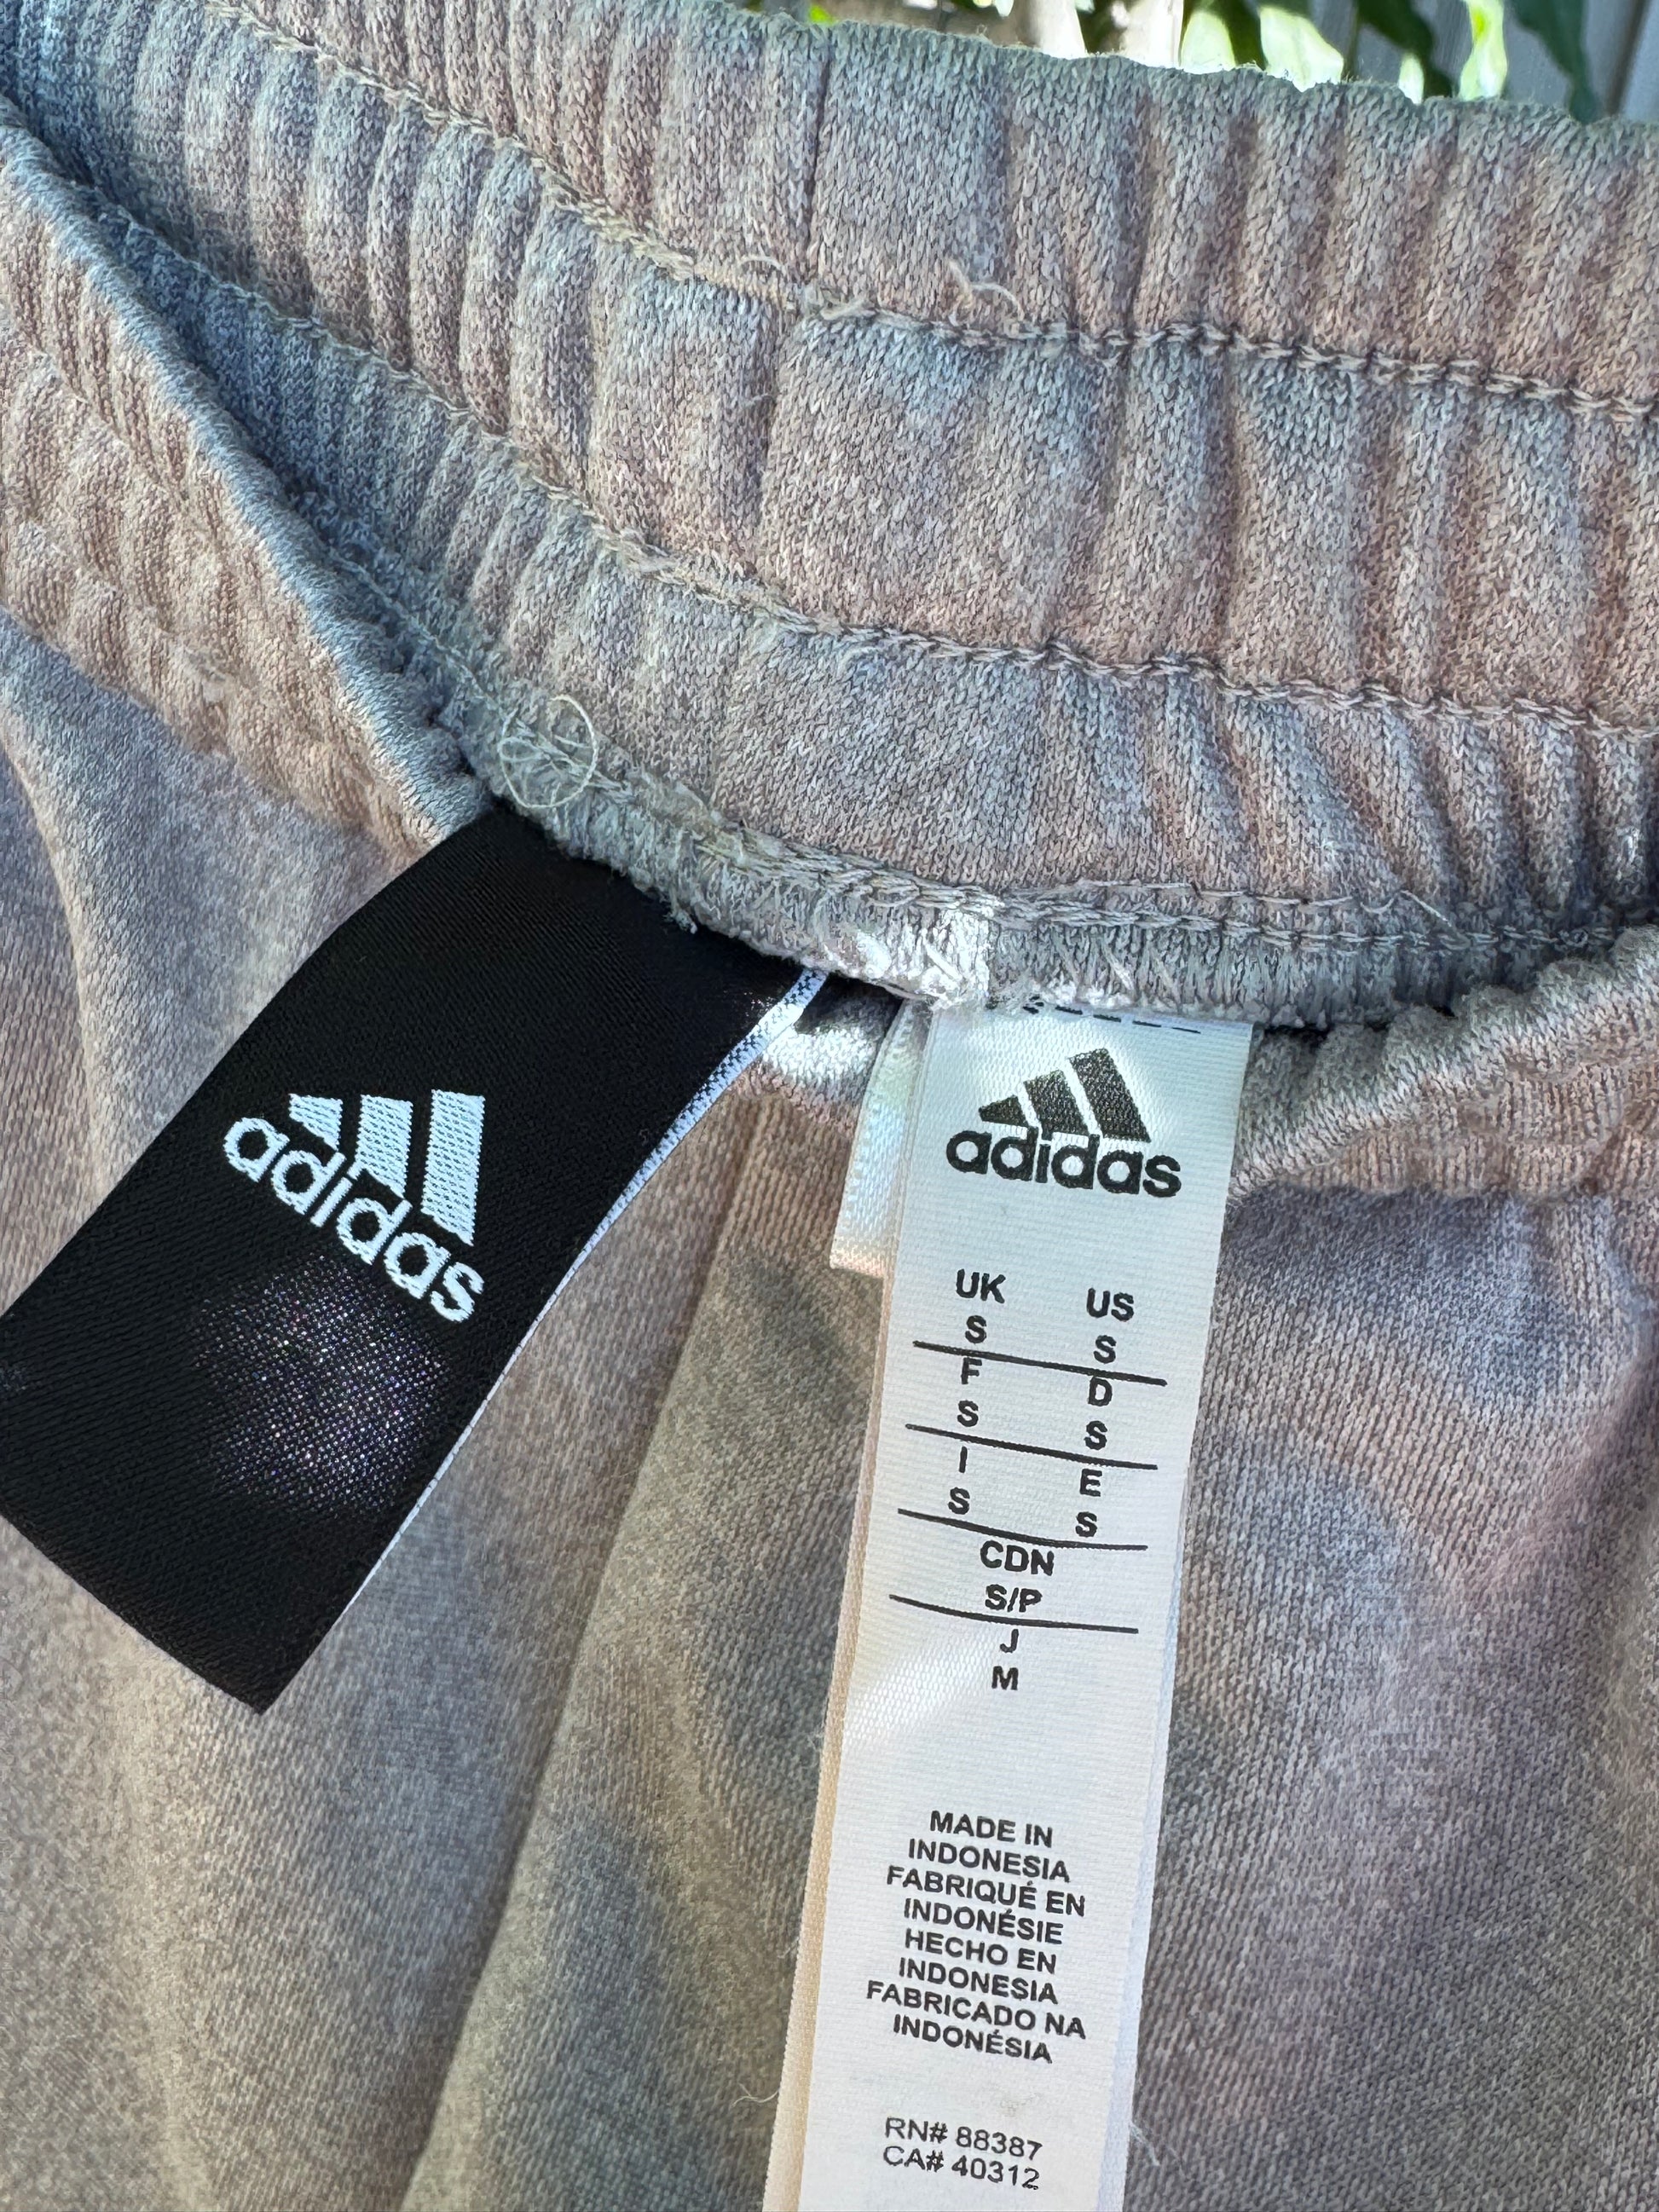 adidas
adidas
UK US
S S
F D
S S
I E
S S
CDN
S/P
J
M
MADE IN
INDONESIA
FABRIQUÉ EN
INDONÉSIE
HECHO EN
INDONESIA
FABRICADO NA
INDONÉSIA
RN# 88387
CA# 40312